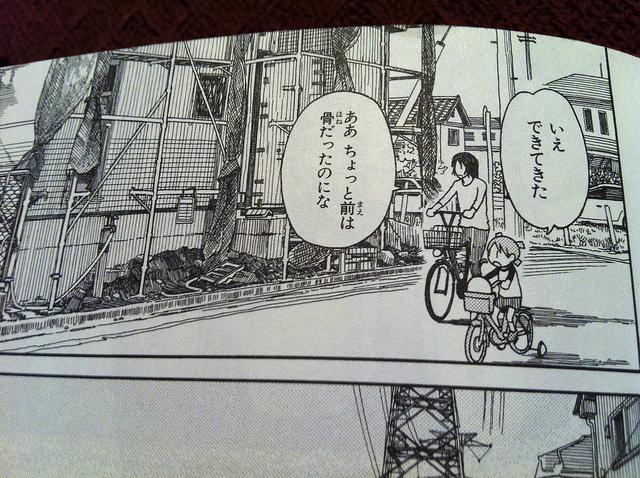 いえ
できてきた
ああ ちょっと前は
骨だったのにな